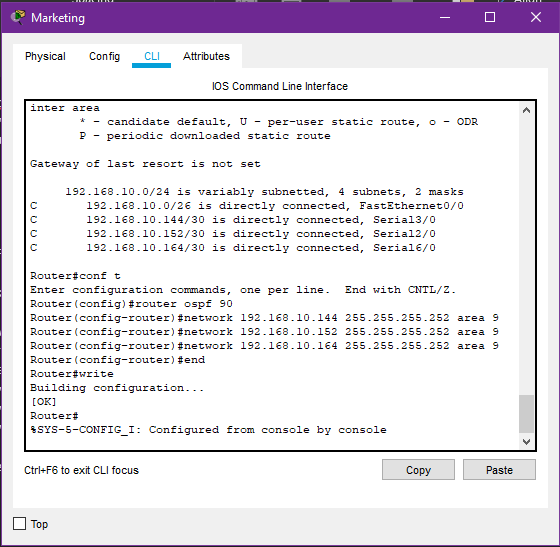 Marketing
Physical Config CLI Attributes
IOS Command Line Interface
inter area
* - candidate default, U - per-user static route, o - ODR
P - periodic downloaded static route
Gateway of last resort is not set
192.168.10.0/24 is variably subnetted, 4 subnets, 2 masks
C 192.168.10.0/26 is directly connected, FastEthernet0/0
C 192.168.10.144/30 is directly connected, Serial3/0
C 192.168.10.152/30 is directly connected, Serial2/0
C 192.168.10.164/30 is directly connected, Serial6/0
Router#conf t
Enter configuration commands, one per line. End with CNTL/Z.
Router(config)#router ospf 90
Router(config-router)#network 192.168.10.144 255.255.255.252 area 9
Router(config-router)#network 192.168.10.152 255.255.255.252 area 9
Router(config-router)#network 192.168.10.164 255.255.255.252 area 9
Router(config-router)#end
Router#write
Building configuration...
[OK]
Router#
%SYS-5-CONFIG_I: Configured from console by console
Ctrl+F6 to exit CLI focus
Copy Paste
Top